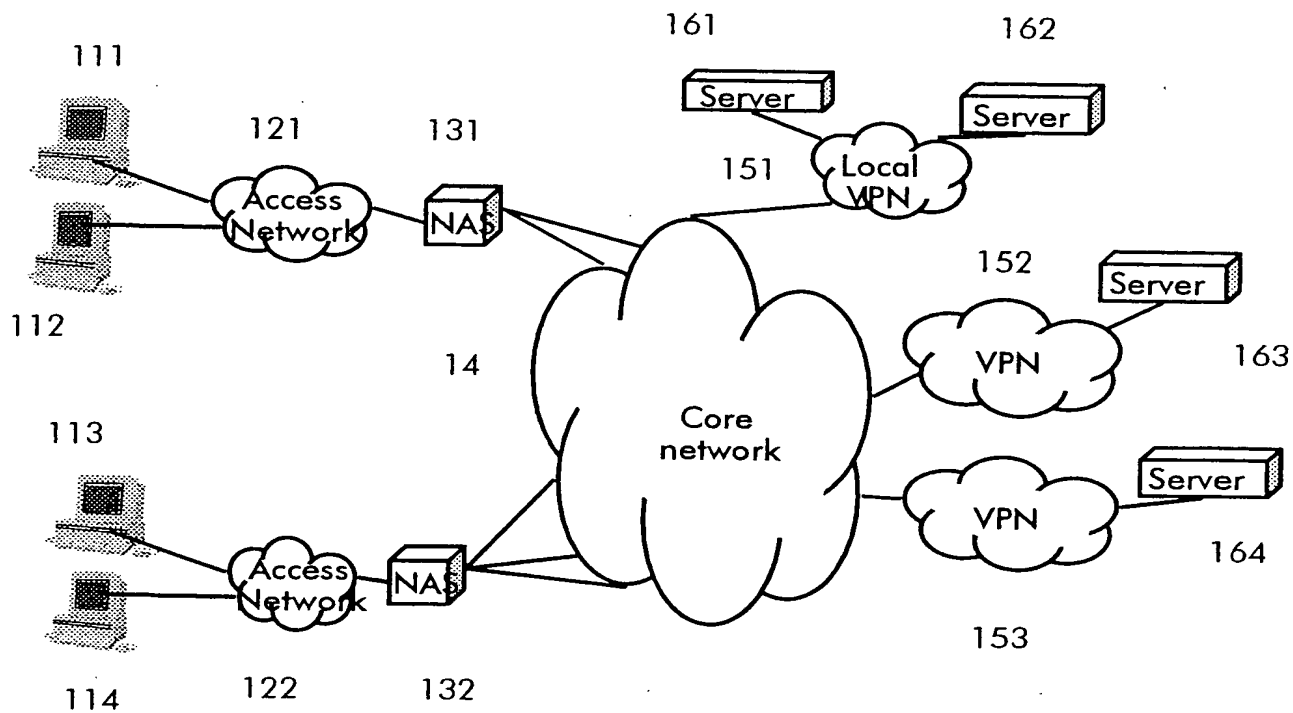 111
161
162
Server
Server
121
131
Local
VPN
151
Access
Network
NAS
152
Server
112
14
VPN
163
Core
network
113
Server
VPN
164
Access
Network
NAS
153
114
122
132